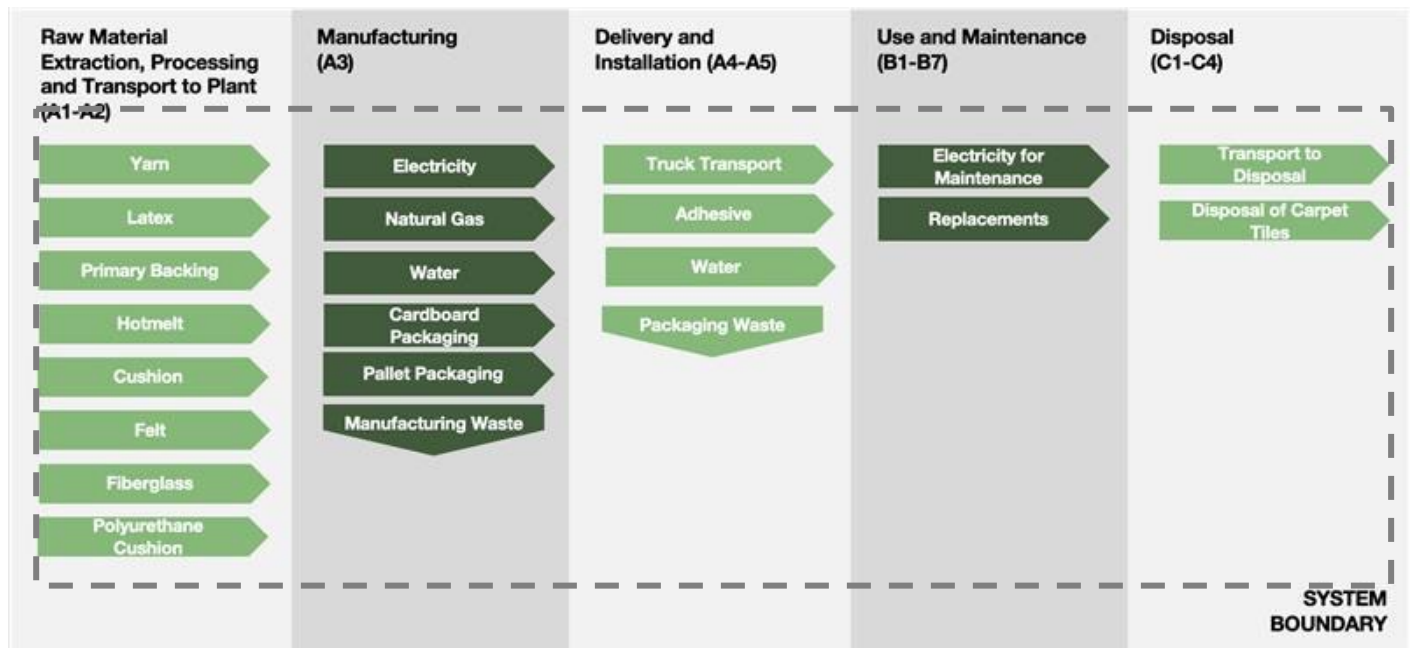 Raw Material
Extraction, Processing
and Transport to Plant
(A1-A2)
Yarn
Latex
Primary Backing
Hotmelt
Cushion
Felt
Fiberglass
Polyurethane
Cushion
Manufacturing
(A3)
Electricity
Natural Gas
Water
Cardboard
Packaging
Pallet Packaging
Manufacturing Waste
Delivery and
Installation (A4-A5)
Truck Transport
Adhesive
Water
Packaging Waste
Use and Maintenance
(B1-B7)
Electricity for
Maintenance
Replacements
Disposal
(C1-C4)
Transport to
Disposal
Disposal of Carpet
Tiles
SYSTEM
BOUNDARY